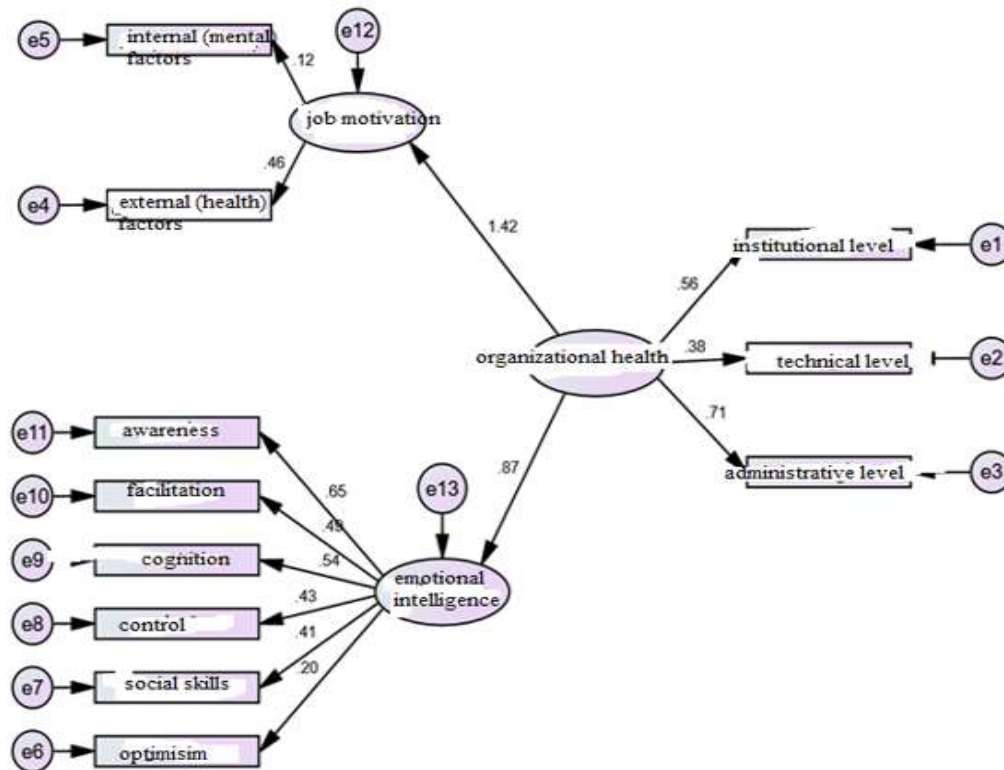 e5
internal (mental)
factors
e12
.12
job motivation
.46
e4
external (health)
factors
1.42
institutional level
e1
.56
organizational health
.38
technical level
e2
.71
administrative level
e3
.87
e11
awareness
e13
.65
e10
facilitation
.49
e9
cognition
.54
emotional
intelligence
e8
control
.43
.41
e7
social skills
.20
e6
optimisim